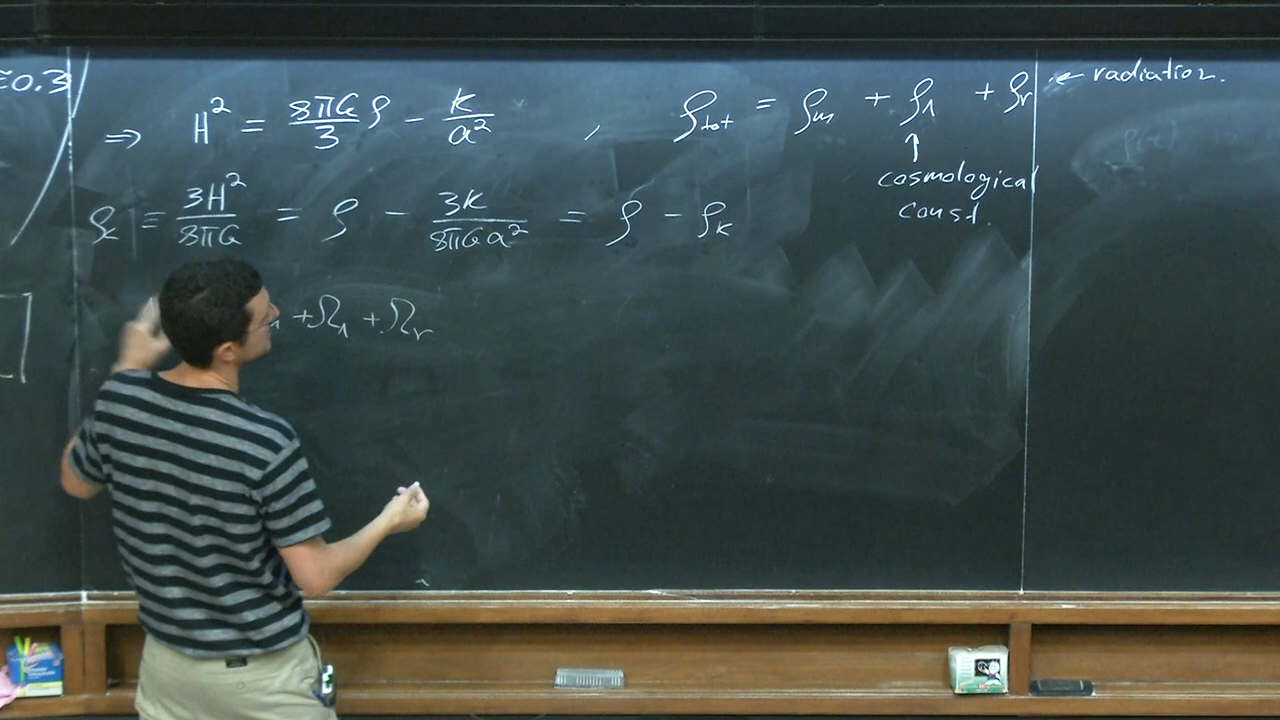 ≈0.3
⇒ H² = 8πG/3 ρ - K/a² , ρ_tot = ρ_m + ρ_Λ + ρ_r ← radiation.
↑
cosmological
const.
ρ_c ≡ 3H²/8πG = ρ - 3K/8πGa² = ρ - ρ_K
+ Ω_Λ + Ω_r